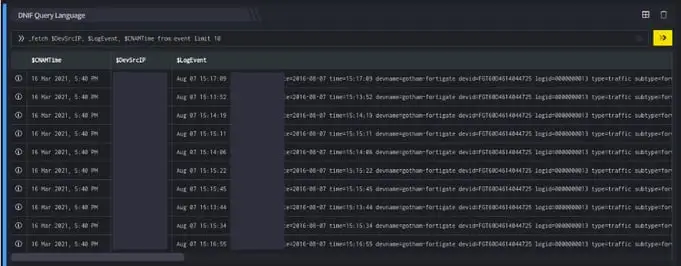 DNIF Query Language
_fetch $DevSrcIP, $LogEvent, $CNAMTime from event limit 10
$CNAMTime $DevSrcIP $LogEvent
16 Mar 2021, 5:40 PM Aug 07 15:17:09 te=2016-08-07 time=15:17:09 devname=gotham-fortigate devid=FGT60D4614044725 logid=0000000013 type=traffic subtype=for
16 Mar 2021, 5:40 PM Aug 07 15:13:52 te=2016-08-07 time=15:13:52 devname=gotham-fortigate devid=FGT60D4614044725 logid=0000000013 type=traffic subtype=for
16 Mar 2021, 5:40 PM Aug 07 15:14:19 te=2016-08-07 time=15:14:19 devname=gotham-fortigate devid=FGT60D4614044725 logid=0000000013 type=traffic subtype=for
16 Mar 2021, 5:40 PM Aug 07 15:15:11 te=2016-08-07 time=15:15:11 devname=gotham-fortigate devid=FGT60D4614044725 logid=0000000013 type=traffic subtype=for
16 Mar 2021, 5:40 PM Aug 07 15:14:06 te=2016-08-07 time=15:14:06 devname=gotham-fortigate devid=FGT60D4614044725 logid=0000000013 type=traffic subtype=for
16 Mar 2021, 5:40 PM Aug 07 15:15:22 te=2016-08-07 time=15:15:22 devname=gotham-fortigate devid=FGT60D4614044725 logid=0000000013 type=traffic subtype=for
16 Mar 2021, 5:40 PM Aug 07 15:15:45 te=2016-08-07 time=15:15:45 devname=gotham-fortigate devid=FGT60D4614044725 logid=0000000013 type=traffic subtype=for
16 Mar 2021, 5:40 PM Aug 07 15:13:44 te=2016-08-07 time=15:13:44 devname=gotham-fortigate devid=FGT60D4614044725 logid=0000000013 type=traffic subtype=for
16 Mar 2021, 5:40 PM Aug 07 15:15:34 te=2016-08-07 time=15:15:34 devname=gotham-fortigate devid=FGT60D4614044725 logid=0000000013 type=traffic subtype=for
16 Mar 2021, 5:40 PM Aug 07 15:16:55 te=2016-08-07 time=15:16:55 devname=gotham-fortigate devid=FGT60D4614044725 logid=0000000013 type=traffic subtype=for